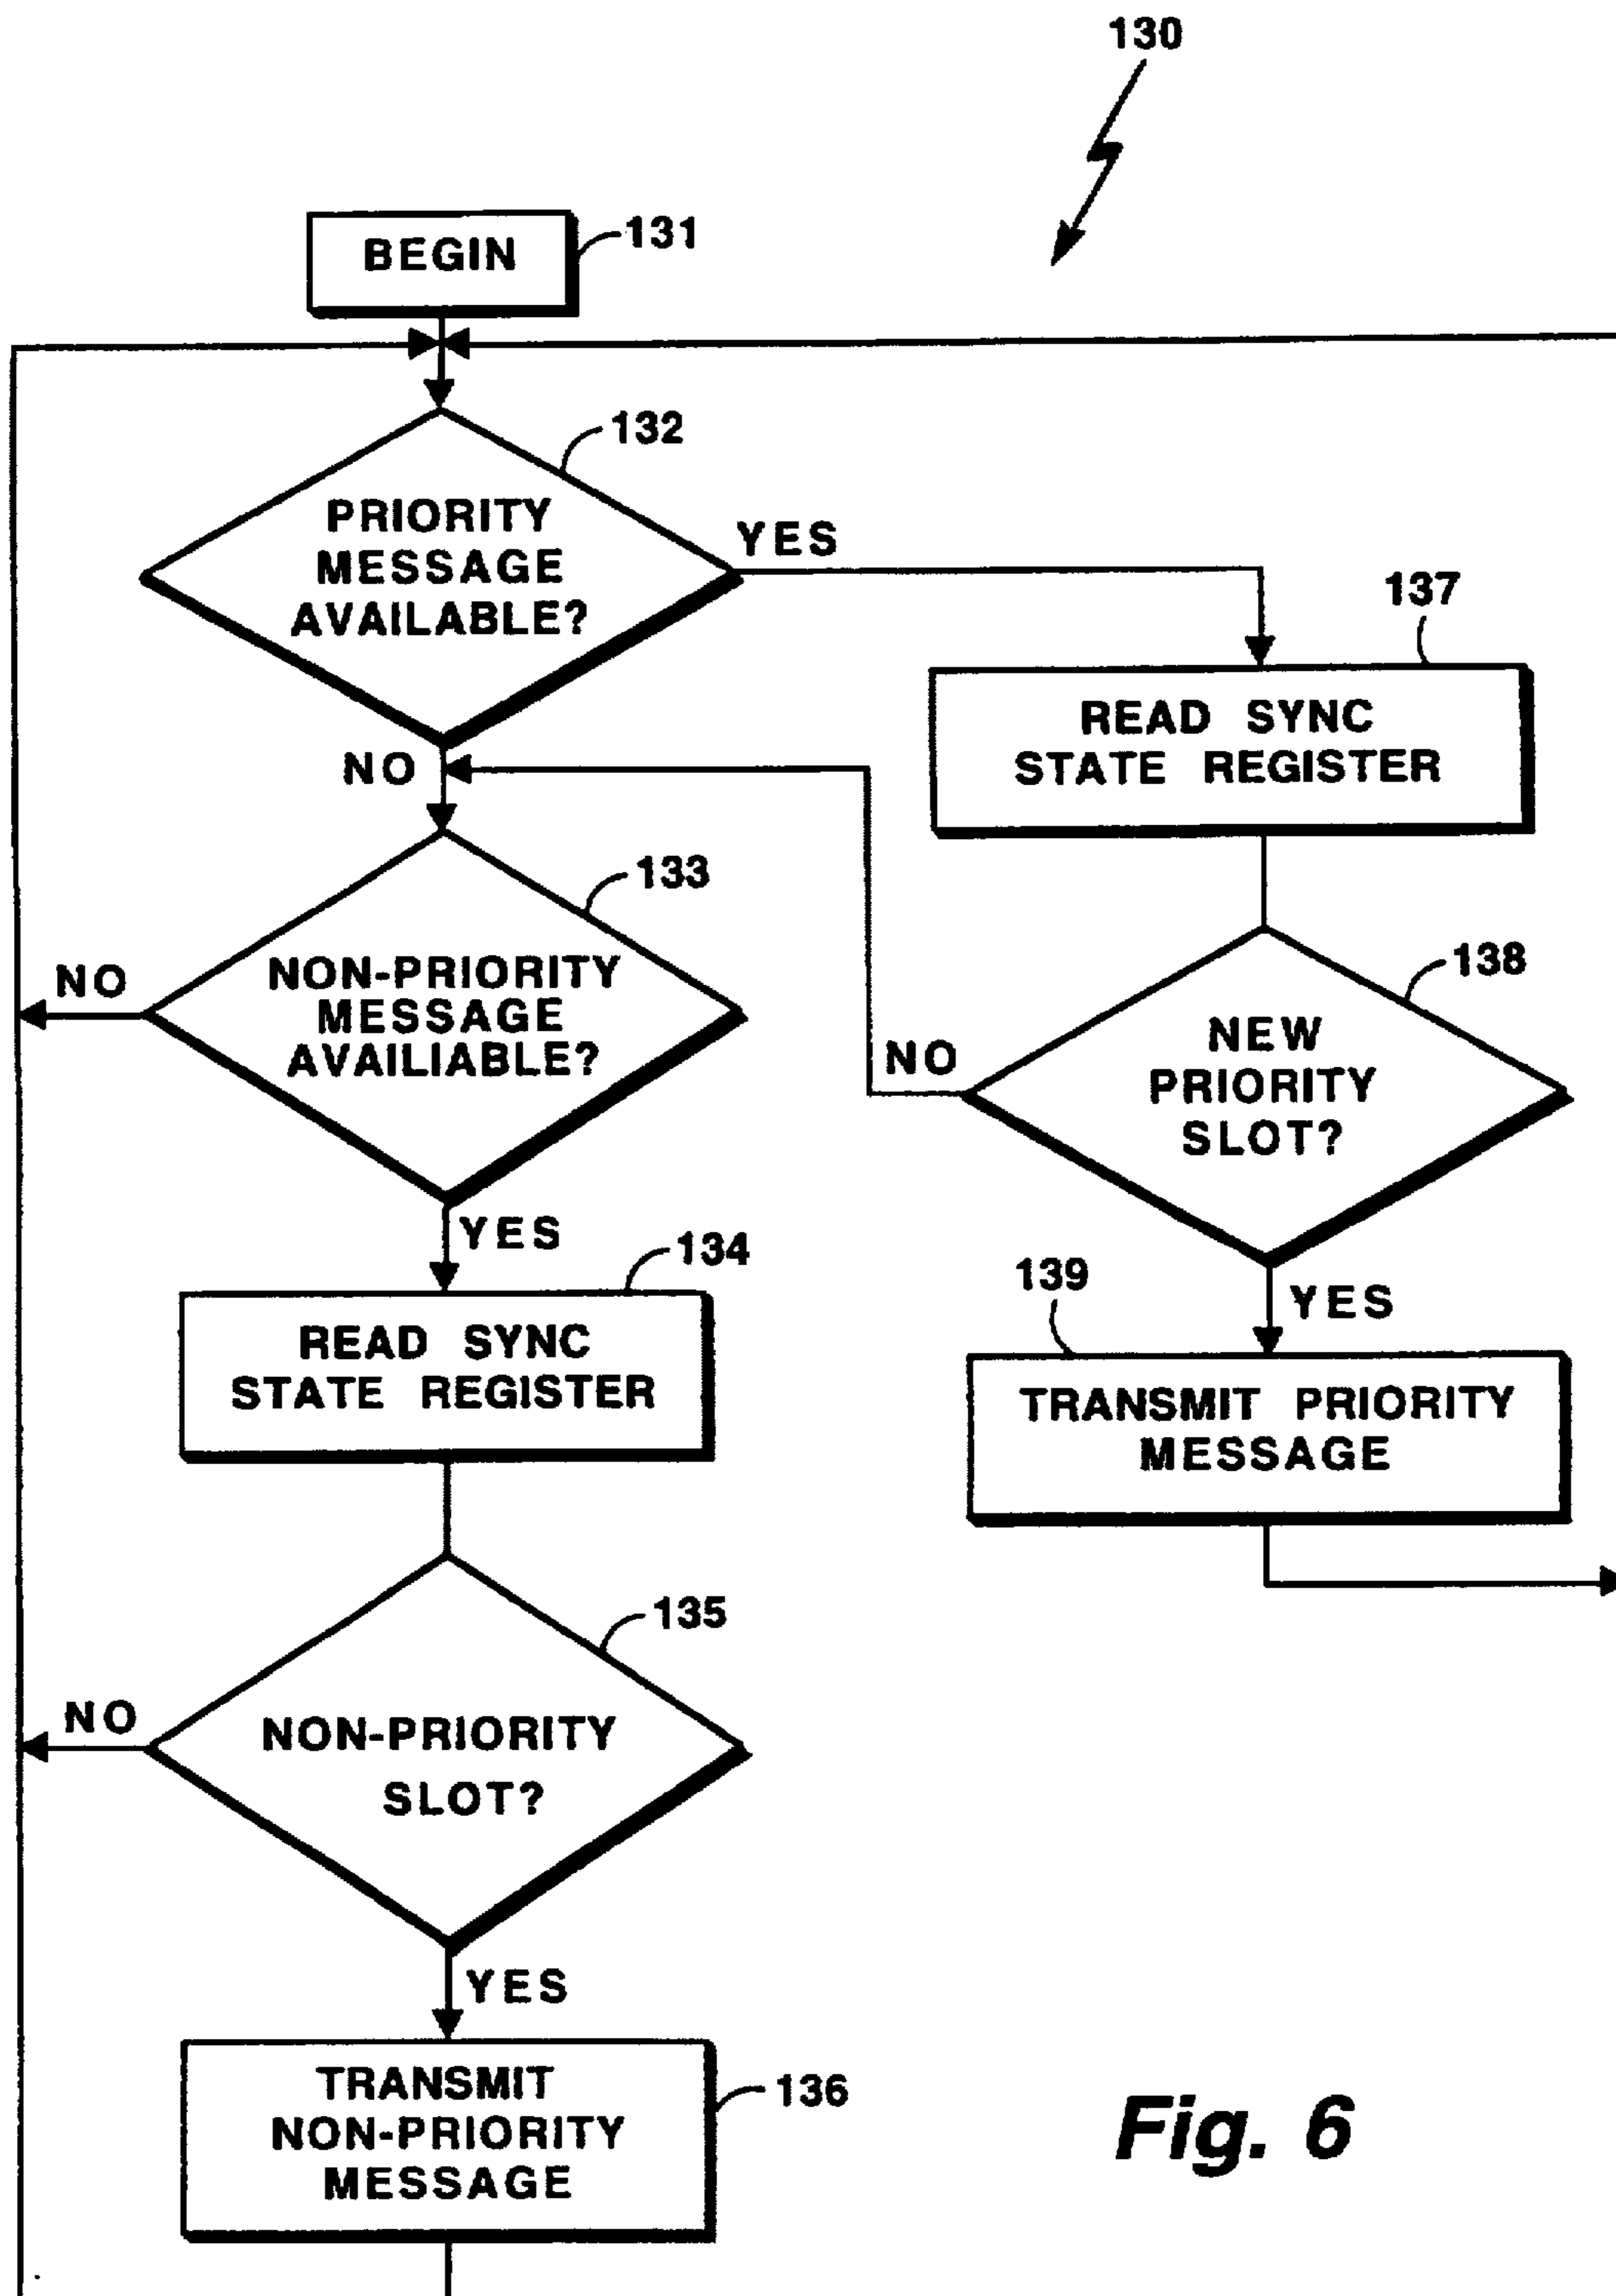 130
BEGIN
131
132
PRIORITY
MESSAGE
AVAILABLE?
YES
NO
137
READ SYNC
STATE REGISTER
133
NON-PRIORITY
MESSAGE
AVAILIABLE?
NO
YES
138
NEW
PRIORITY
SLOT?
NO
YES
134
READ SYNC
STATE REGISTER
139
TRANSMIT PRIORITY
MESSAGE
135
NON-PRIORITY
SLOT?
NO
YES
136
TRANSMIT
NON-PRIORITY
MESSAGE
Fig. 6